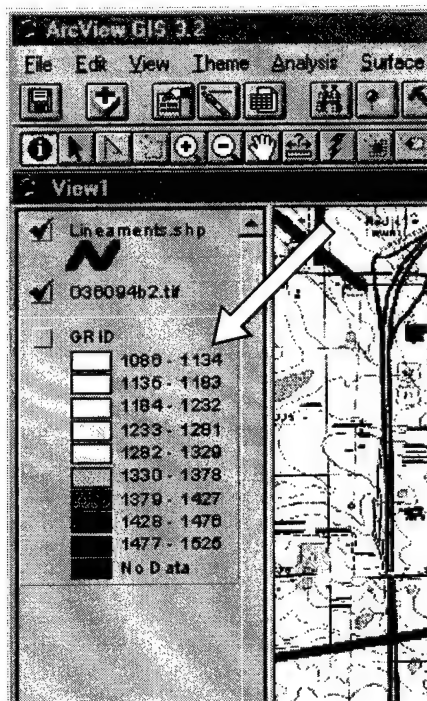 ArcView GIS 3.2
File Edit View Theme Analysis Surface
View1
Lineaments.shp
036094b2.tif
GRID
1086 - 1134
1135 - 1183
1184 - 1232
1233 - 1281
1282 - 1329
1330 - 1378
1379 - 1427
1428 - 1476
1477 - 1525
No Data